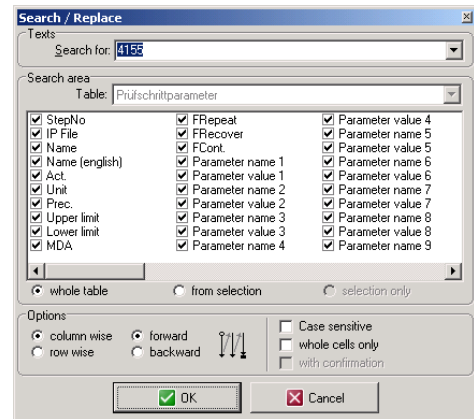 Search / Replace
Texts
Search for: 4155
Search area
Table: Prüfschrittparameter
StepNo FRepeat Parameter value 4
IP File FRecover Parameter name 5
Name FCont. Parameter value 5
Name (english) Parameter name 1 Parameter name 6
Act. Parameter value 1 Parameter value 6
Unit Parameter name 2 Parameter name 7
Prec. Parameter value 2 Parameter value 7
Upper limit Parameter name 3 Parameter name 8
Lower limit Parameter value 3 Parameter value 8
MDA Parameter name 4 Parameter name 9
whole table from selection selection only
Options
column wise forward Case sensitive
row wise backward whole cells only
with confirmation
OK Cancel